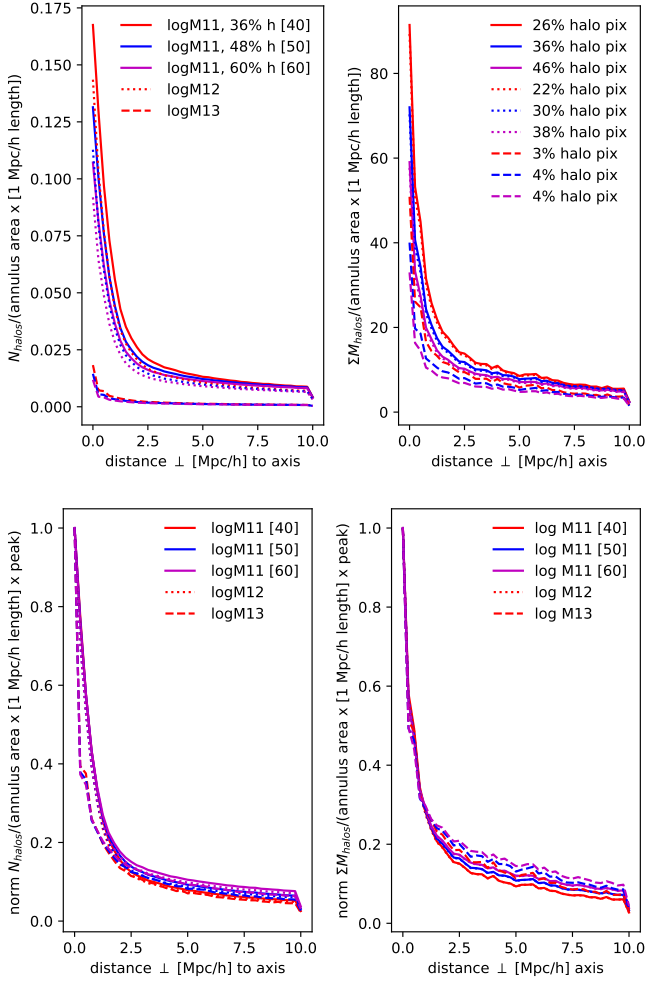 0.175
0.150
0.125
0.100
0.075
0.050
0.025
0.000
N_halos/(annulus area x [1 Mpc/h length])
logM11, 36% h [40]
logM11, 48% h [50]
logM11, 60% h [60]
logM12
logM13
0.0 2.5 5.0 7.5 10.0
distance ⊥ [Mpc/h] to axis
80
60
40
20
0
ΣM_halos/(annulus area x [1 Mpc/h length])
26% halo pix
36% halo pix
46% halo pix
22% halo pix
30% halo pix
38% halo pix
3% halo pix
4% halo pix
4% halo pix
0.0 2.5 5.0 7.5 10.0
distance ⊥ [Mpc/h] axis
1.0
0.8
0.6
0.4
0.2
0.0
norm N_halos/(annulus area x [1 Mpc/h length] x peak)
logM11 [40]
logM11 [50]
logM11 [60]
logM12
logM13
0.0 2.5 5.0 7.5 10.0
distance ⊥ [Mpc/h] to axis
1.0
0.8
0.6
0.4
0.2
0.0
norm ΣM_halos/(annulus area x [1 Mpc/h length] x peak)
log M11 [40]
log M11 [50]
log M11 [60]
log M12
log M13
0.0 2.5 5.0 7.5 10.0
distance ⊥ [Mpc/h] to axis